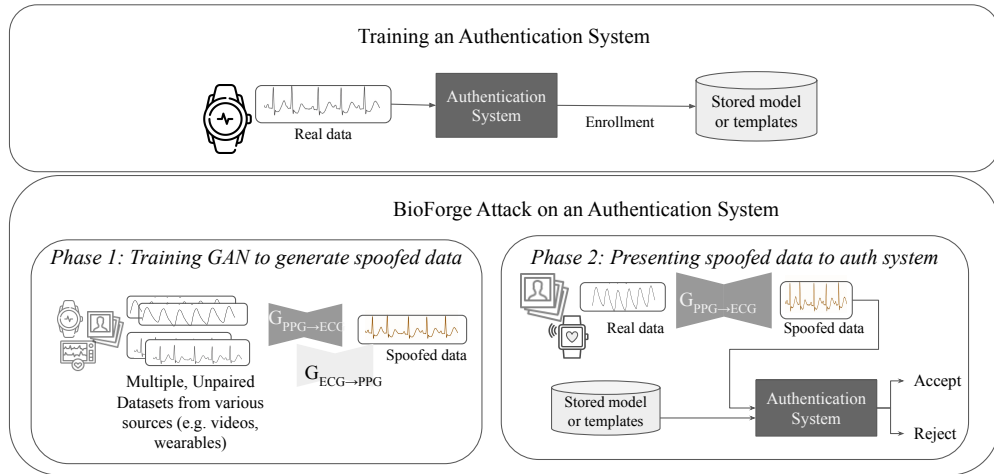 Training an Authentication System
Real data
Authentication
System
Enrollment
Stored model
or templates
BioForge Attack on an Authentication System
Phase 1: Training GAN to generate spoofed data
Multiple, Unpaired
Datasets from various
sources (e.g. videos,
wearables)
G_PPG→ECG
G_ECG→PPG
Spoofed data
Phase 2: Presenting spoofed data to auth system
Real data
G_PPG→ECG
Spoofed data
Stored model
or templates
Authentication
System
Accept
Reject